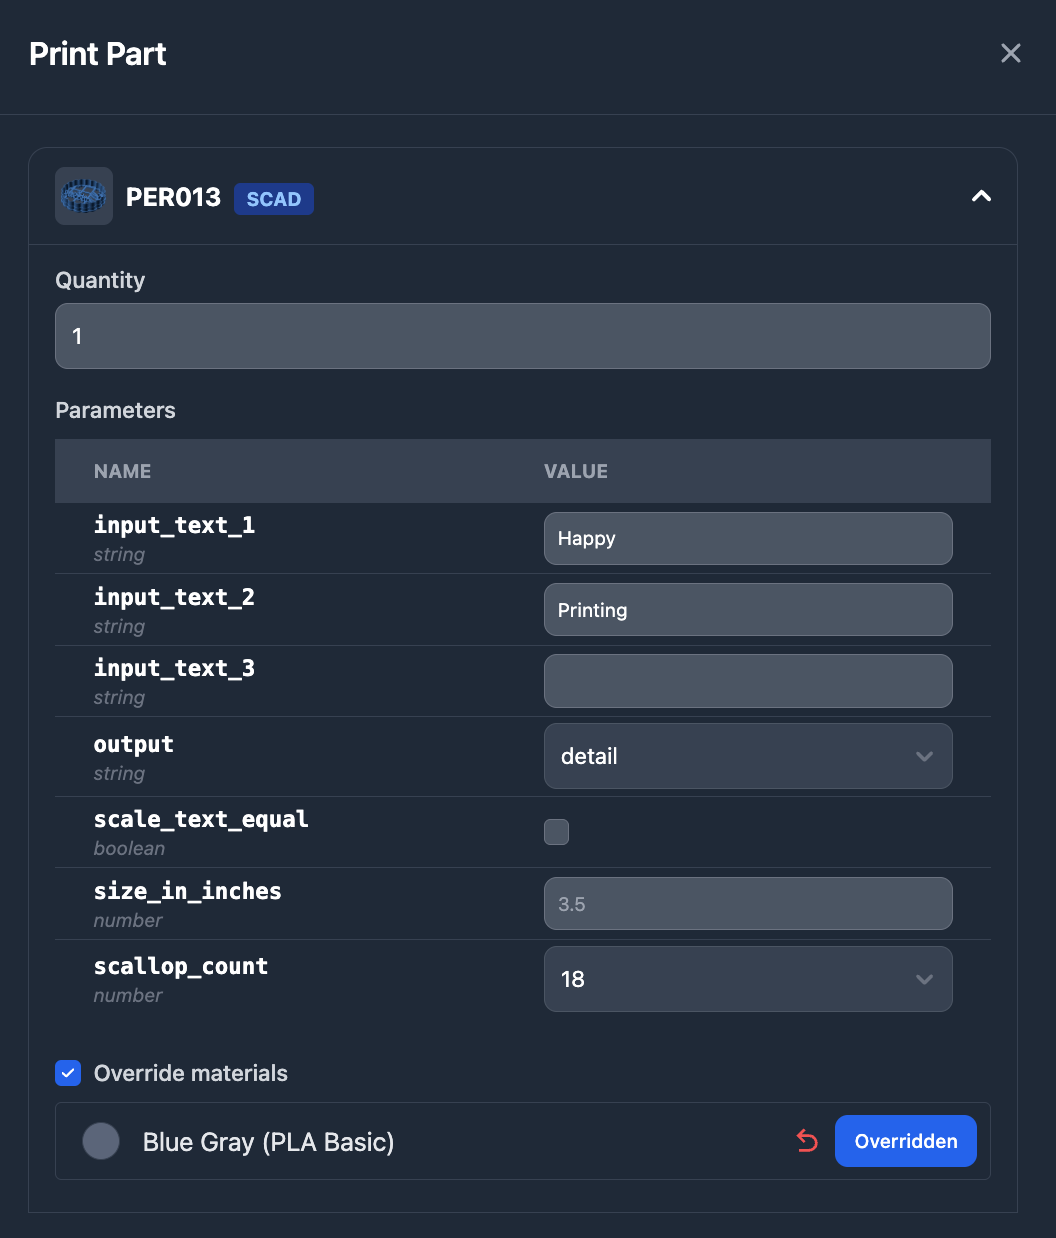 Print Part
PER013 SCAD
Quantity
1
Parameters
NAME VALUE
input_text_1
string
Happy
input_text_2
string
Printing
input_text_3
string
output
string
detail
scale_text_equal
boolean
size_in_inches
number
3.5
scallop_count
number
18
Override materials
Blue Gray (PLA Basic) Overridden